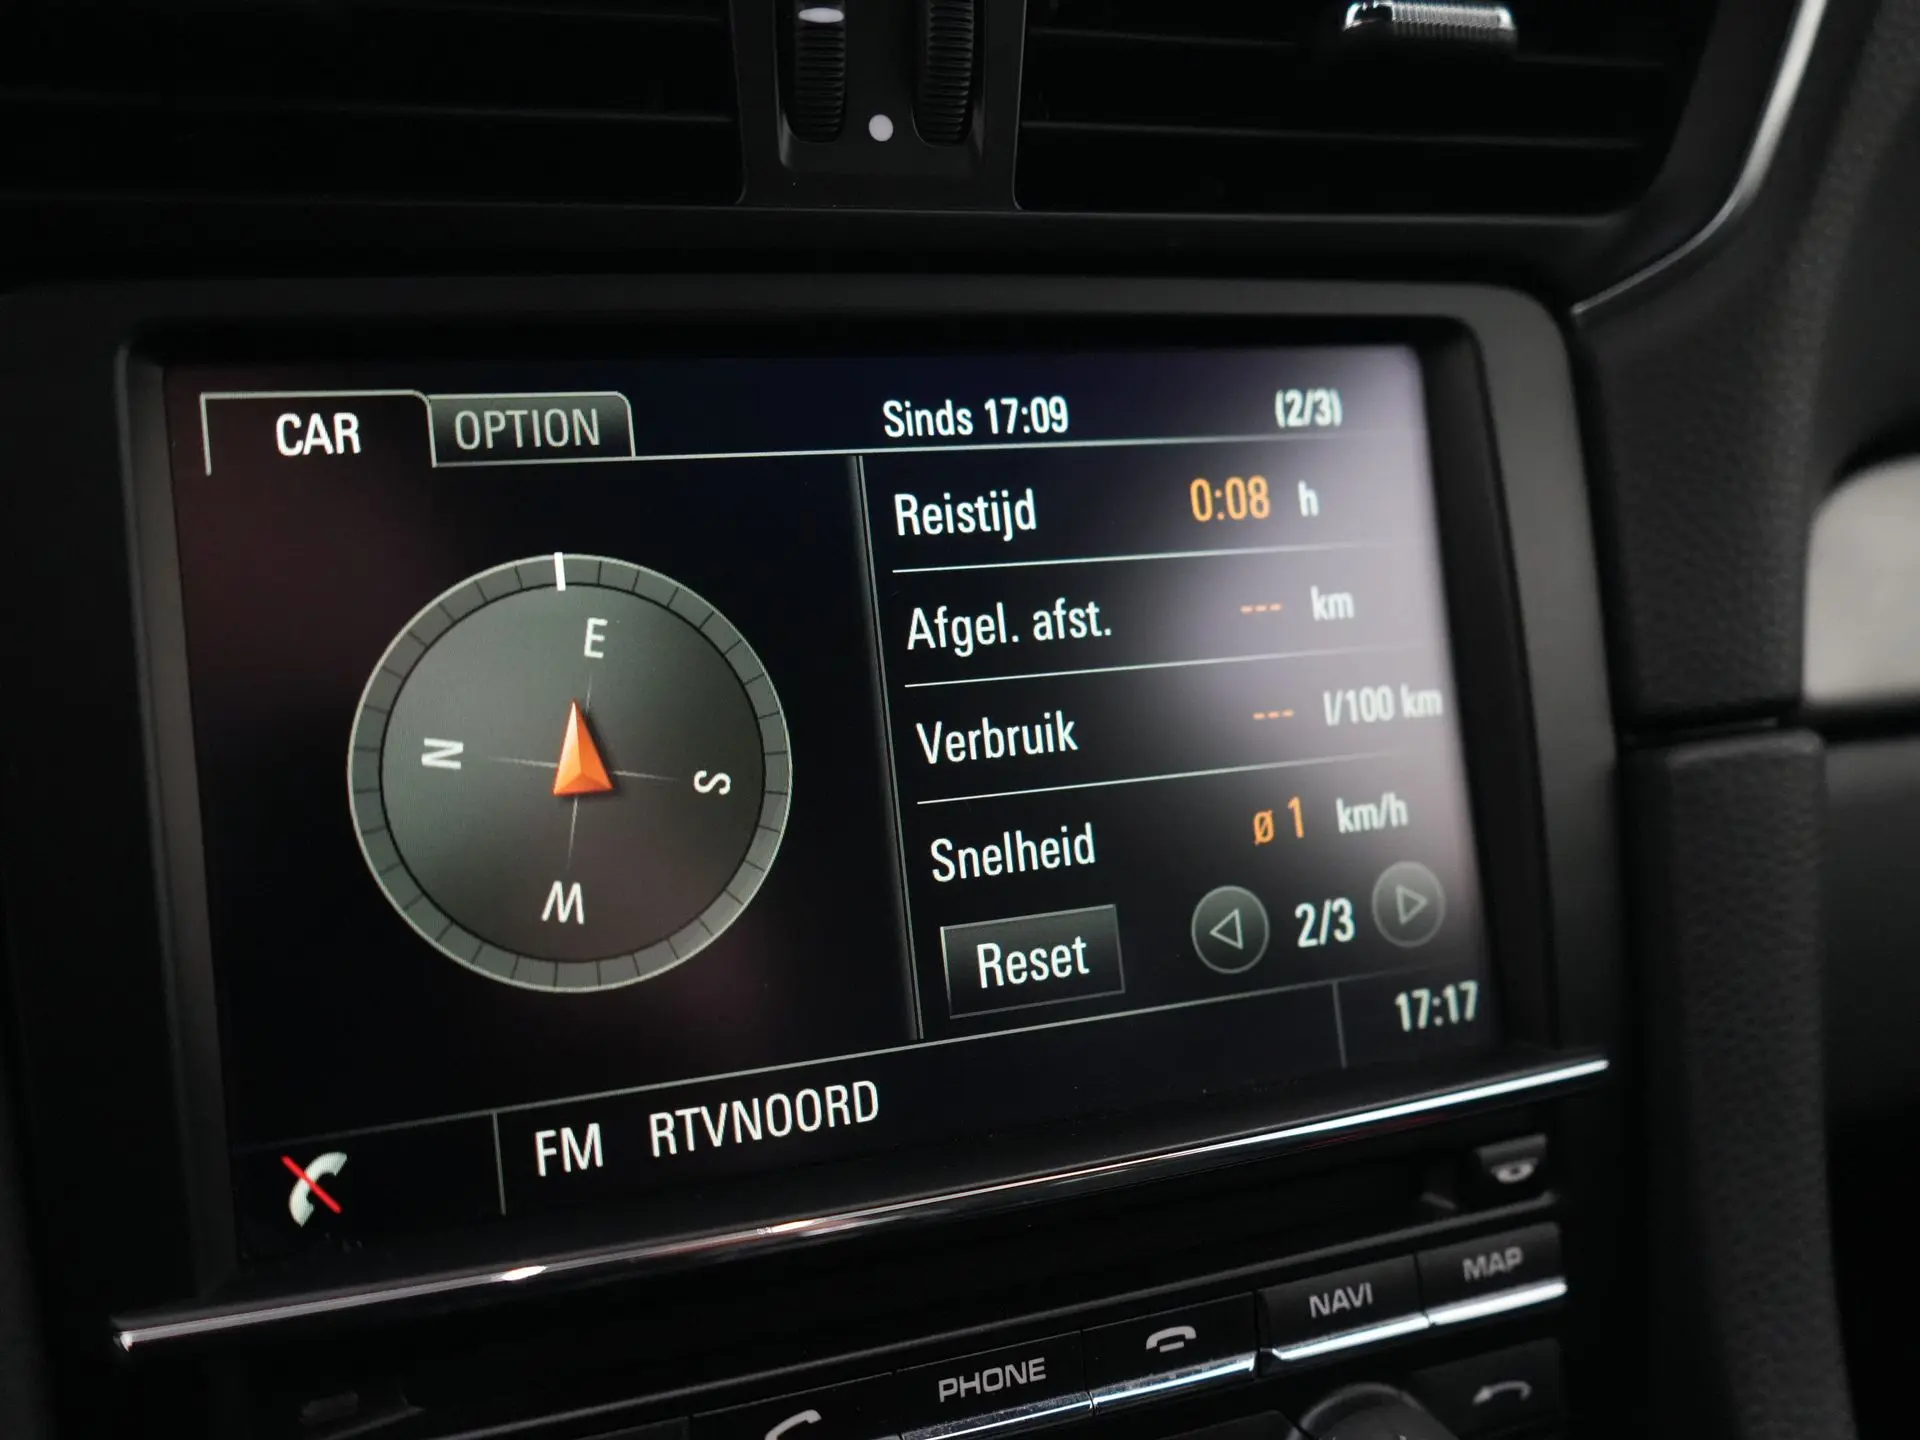 CAR OPTION Sinds 17:09 (2/3)
Reistijd 0:08 h
Afgel. afst. --- km
Verbruik --- l/100 km
Snelheid ø 1 km/h
E
N
S
W
Reset 2/3
17:17
FM RTVNOORD
PHONE
NAVI
MAP